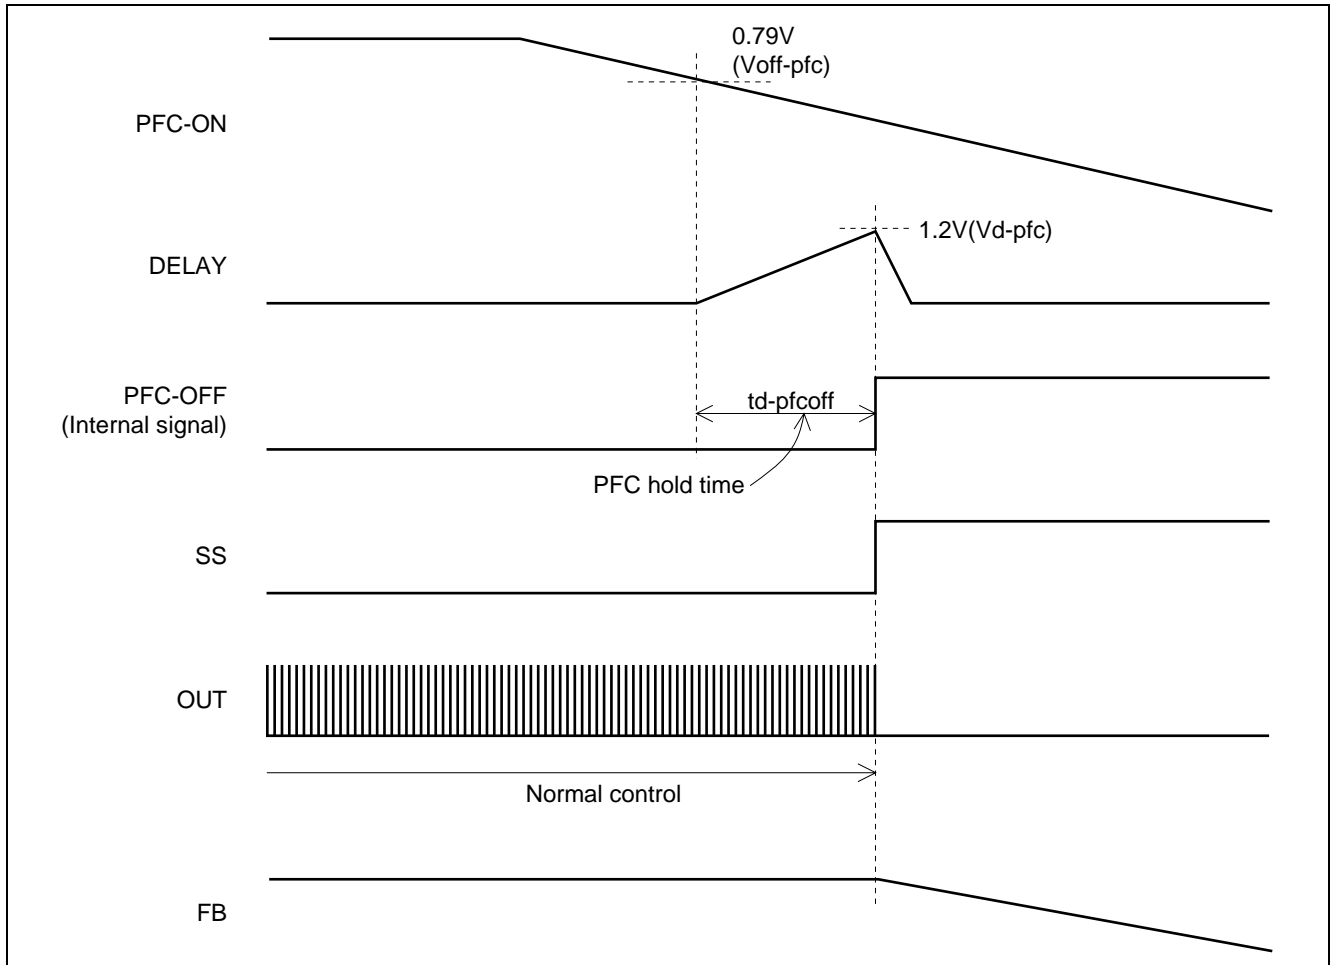 0.79V
(Voff-pfc)
PFC-ON
1.2V(Vd-pfc)
DELAY
PFC-OFF
(Internal signal)
td-pfcoff
PFC hold time
SS
OUT
Normal control
FB